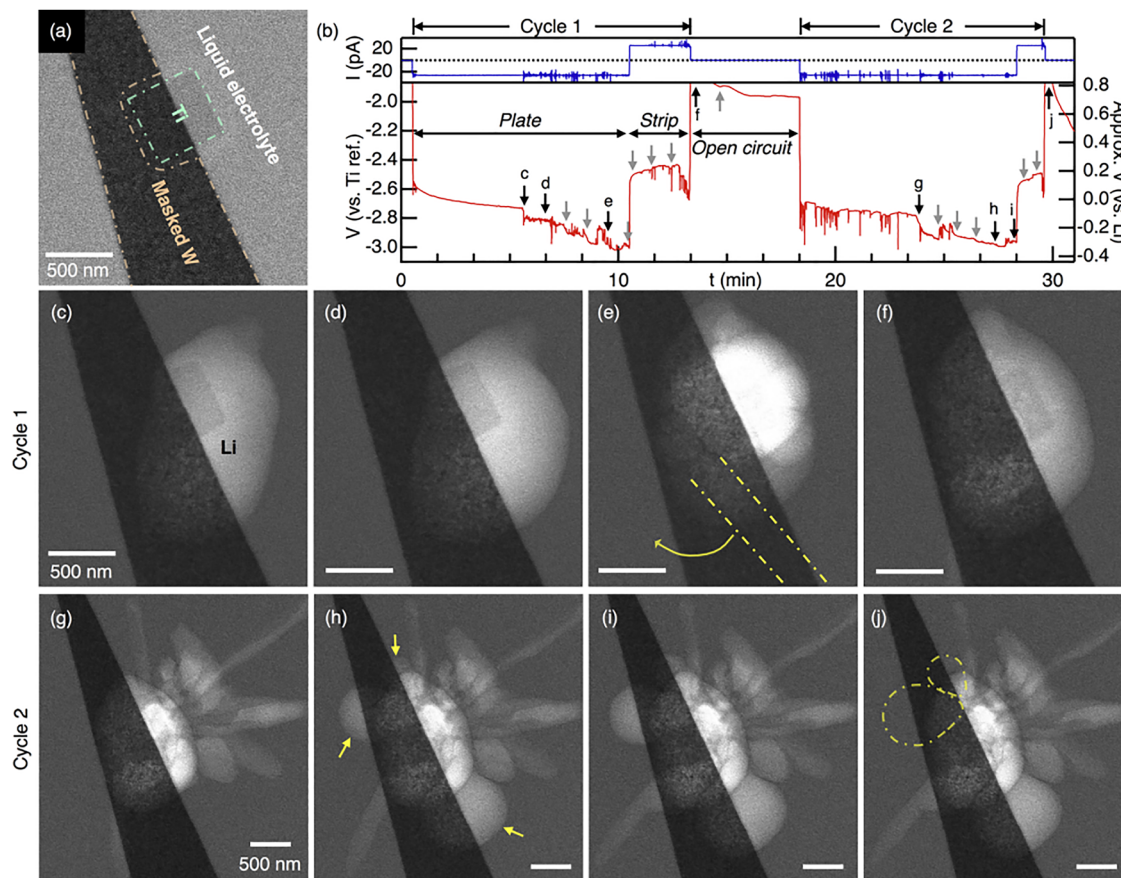 (a)
Liquid electrolyte
Ti
Masked W
500 nm
(b)
Cycle 1
Cycle 2
I (pA)
20
-20
V (vs. Ti ref.)
-2.0
-2.2
-2.4
-2.6
-2.8
-3.0
Plate
Strip
Open circuit
c
d
e
f
g
h
i
j
0.8
0.6
0.4
0.2
0.0
-0.2
-0.4
Approx. V (vs. Li)
0
10
t (min)
20
30
Cycle 1
(c)
Li
500 nm
(d)
(e)
(f)
Cycle 2
(g)
500 nm
(h)
(i)
(j)